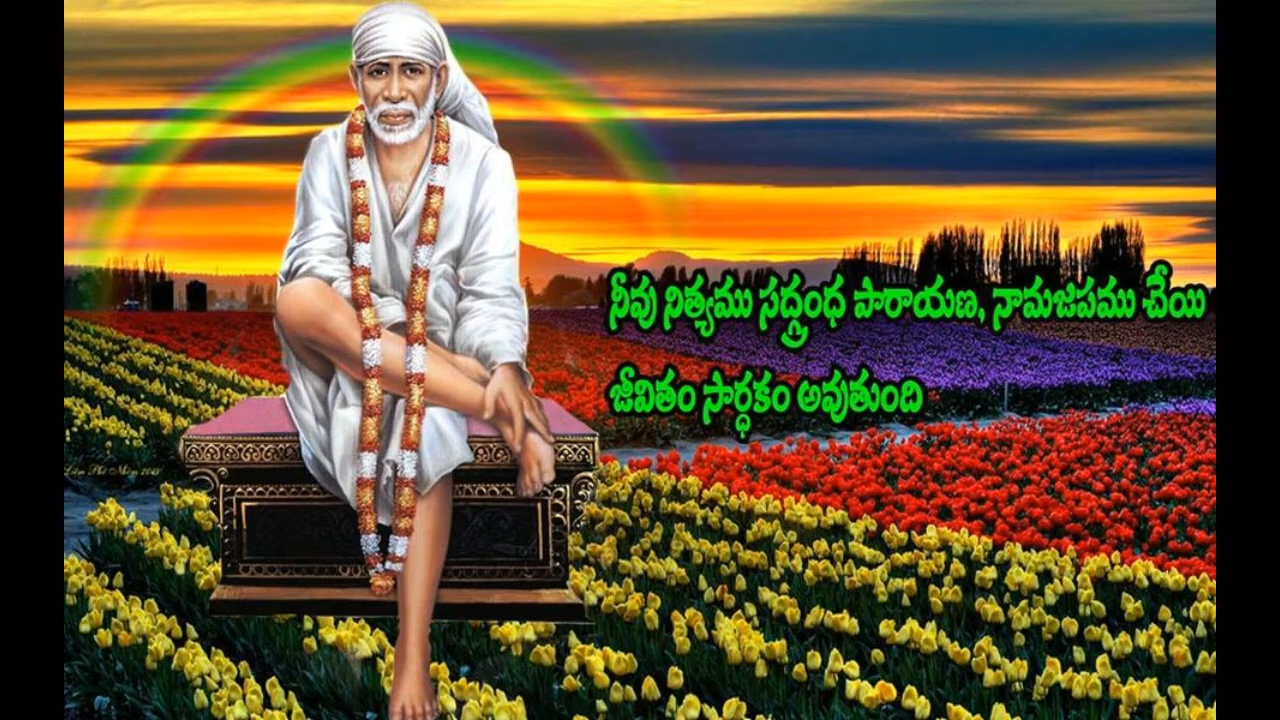 నీవు నిత్యము సద్గ్రంధ పారాయణ, నామజపము చేయి
జీవితం సార్ధకం అవుతుంది